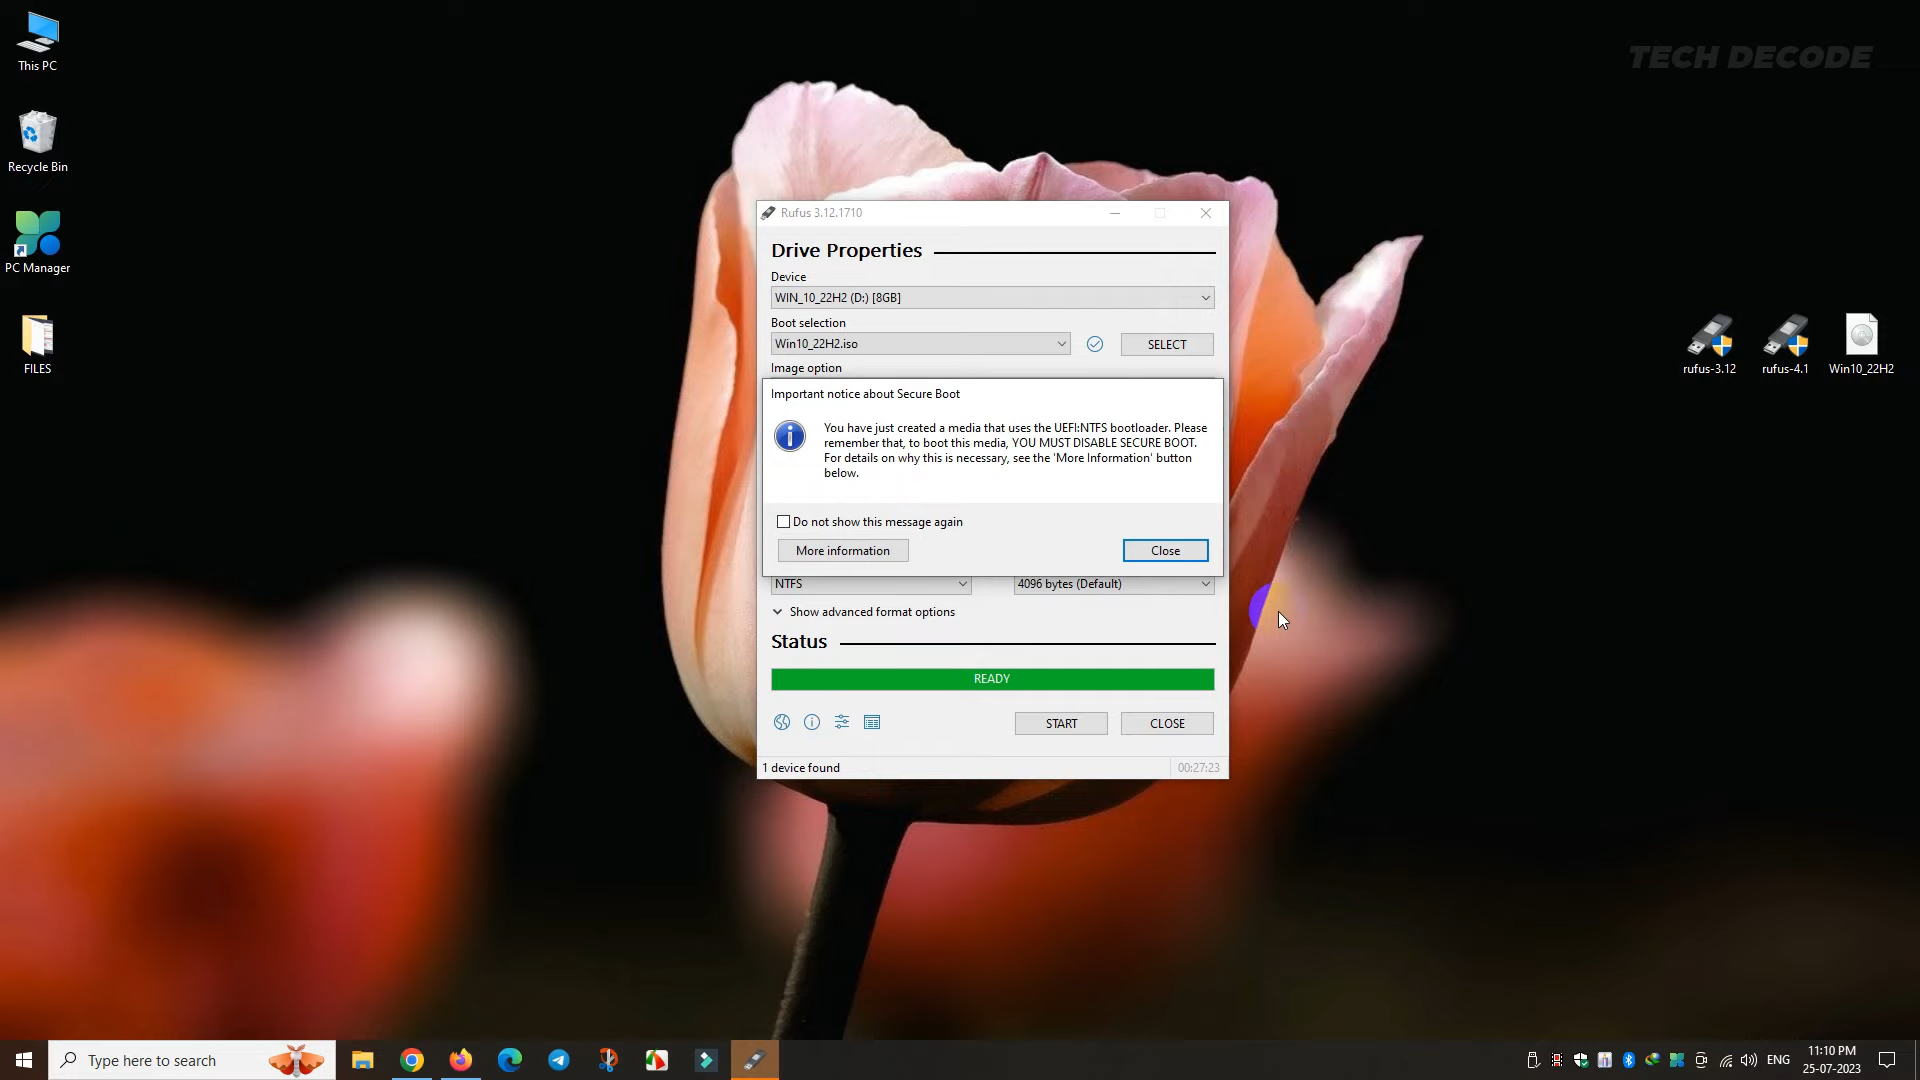 This PC
Recycle Bin
PC Manager
FILES
TECH DECODE
rufus-3.12
rufus-4.1
Win10_22H2
Rufus 3.12.1710
Drive Properties
Device
WIN_10_22H2 (D:) [8GB]
Boot selection
Win10_22H2.iso
SELECT
Image option
Important notice about Secure Boot
You have just created a media that uses the UEFI:NTFS bootloader. Please
remember that, to boot this media, YOU MUST DISABLE SECURE BOOT.
For details on why this is necessary, see the 'More Information' button
below.
Do not show this message again
More information
Close
NTFS
4096 bytes (Default)
Show advanced format options
Status
READY
START
CLOSE
1 device found
00:27:23
Type here to search
ENG
11:10 PM
25-07-2023